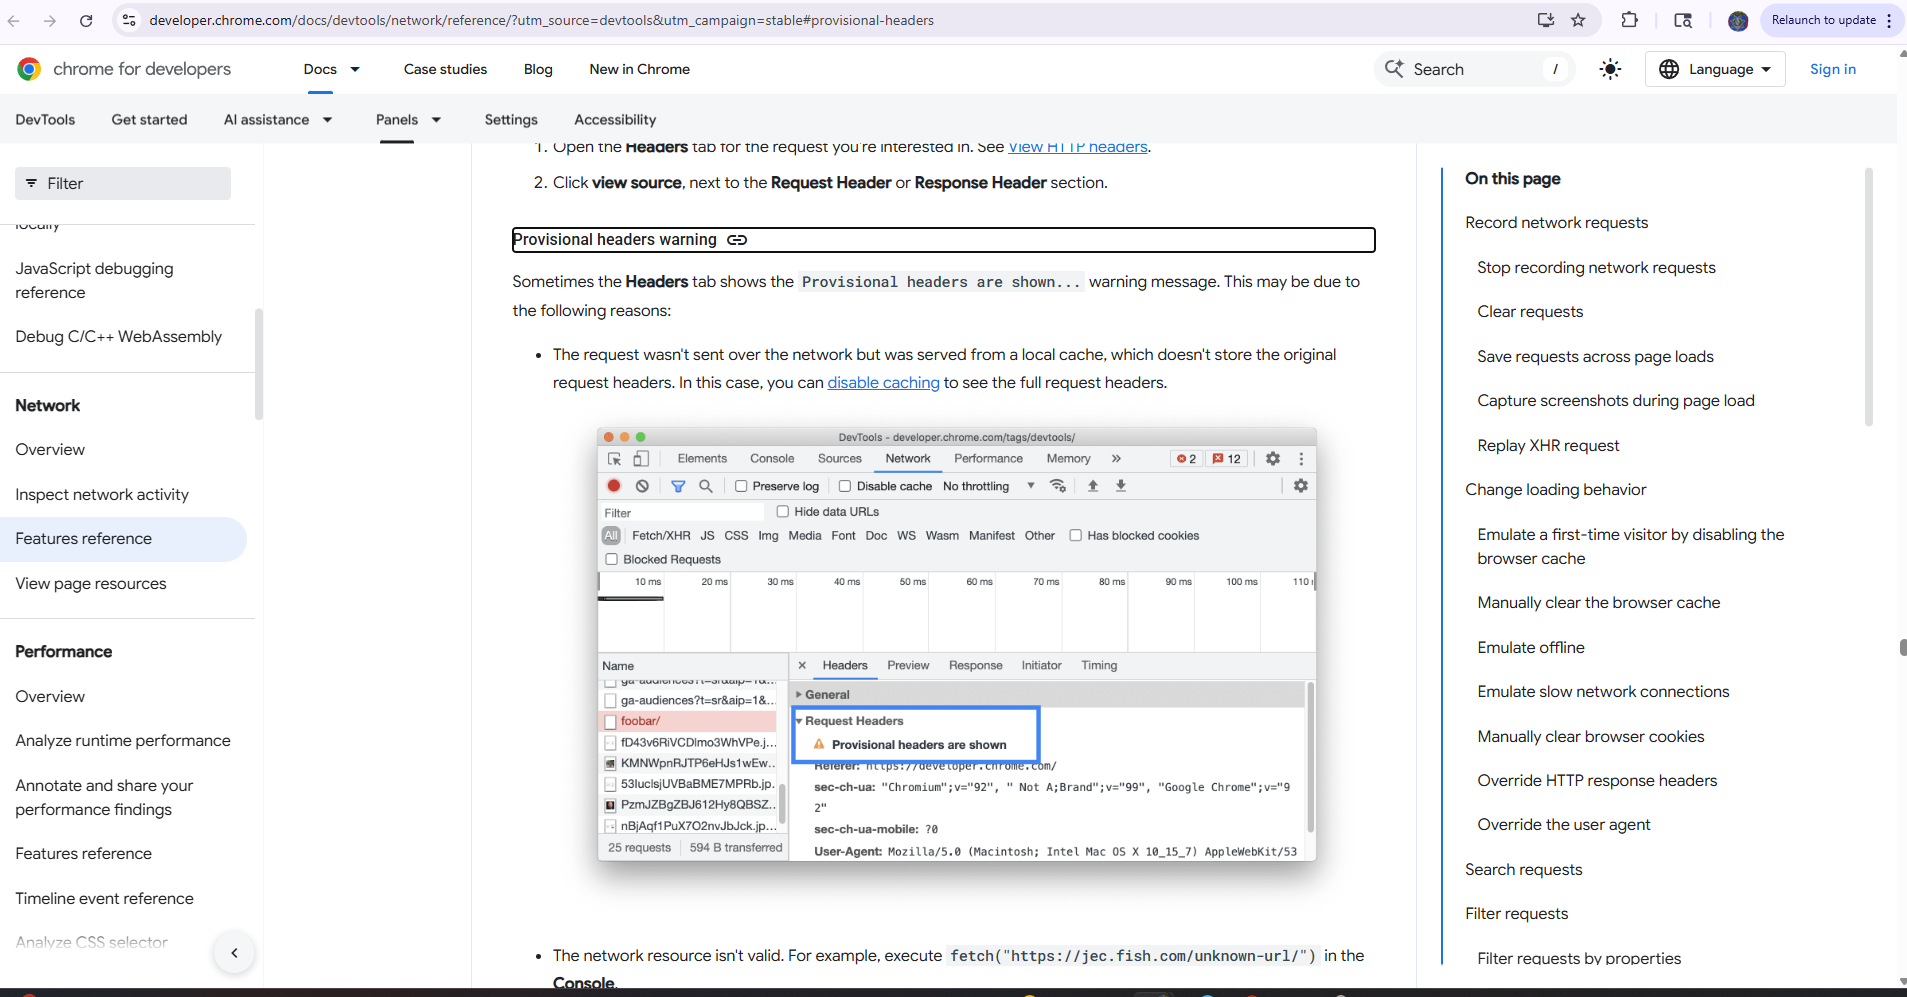 developer.chrome.com/docs/devtools/network/reference/?utm_source=devtools&utm_campaign=stable#provisional-headers
Relaunch to update
chrome for developers
Docs
Case studies
Blog
New in Chrome
Search
/
Language
Sign in
DevTools
Get started
AI assistance
Panels
Settings
Accessibility
Filter
locally
JavaScript debugging
reference
Debug C/C++ WebAssembly
Network
Overview
Inspect network activity
Features reference
View page resources
Performance
Overview
Analyze runtime performance
Annotate and share your
performance findings
Features reference
Timeline event reference
Analyze CSS selector
1. Open the Headers tab for the request you're interested in. See View HTTP headers.
2. Click view source, next to the Request Header or Response Header section.
Provisional headers warning
Sometimes the Headers tab shows the Provisional headers are shown... warning message. This may be due to
the following reasons:
• The request wasn't sent over the network but was served from a local cache, which doesn't store the original
request headers. In this case, you can disable caching to see the full request headers.
DevTools - developer.chrome.com/tags/devtools/
Elements
Console
Sources
Network
Performance
Memory
»
2
12
Preserve log
Disable cache
No throttling
Filter
Hide data URLs
All
Fetch/XHR
JS
CSS
Img
Media
Font
Doc
WS
Wasm
Manifest
Other
Has blocked cookies
Blocked Requests
10 ms
20 ms
30 ms
40 ms
50 ms
60 ms
70 ms
80 ms
90 ms
100 ms
110
Name
ga-audiences?t=sr&aip=1&...
ga-audiences?t=sr&aip=1&...
foobar/
fD43v6RiVCDlmo3WhVPe.j...
KMNWpnRJTP6eHJs1wEw...
53IuclsjUVBaBME7MPRb.jp...
PzmJZBgZBJ612Hy8QBSZ...
nBjAqf1PuX7O2nvJbJck.jp...
25 requests
594 B transferred
Headers
Preview
Response
Initiator
Timing
General
Request Headers
Provisional headers are shown
Referer: https://developer.chrome.com/
sec-ch-ua: "Chromium";v="92", " Not A;Brand";v="99", "Google Chrome";v="9
2"
sec-ch-ua-mobile: ?0
User-Agent: Mozilla/5.0 (Macintosh; Intel Mac OS X 10_15_7) AppleWebKit/53
• The network resource isn't valid. For example, execute fetch("https://jec.fish.com/unknown-url/") in the
Console.
On this page
Record network requests
Stop recording network requests
Clear requests
Save requests across page loads
Capture screenshots during page load
Replay XHR request
Change loading behavior
Emulate a first-time visitor by disabling the
browser cache
Manually clear the browser cache
Emulate offline
Emulate slow network connections
Manually clear browser cookies
Override HTTP response headers
Override the user agent
Search requests
Filter requests
Filter requests by properties